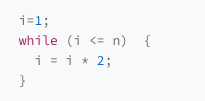 i=1;
while (i <= n)  {
  i = i * 2;
}